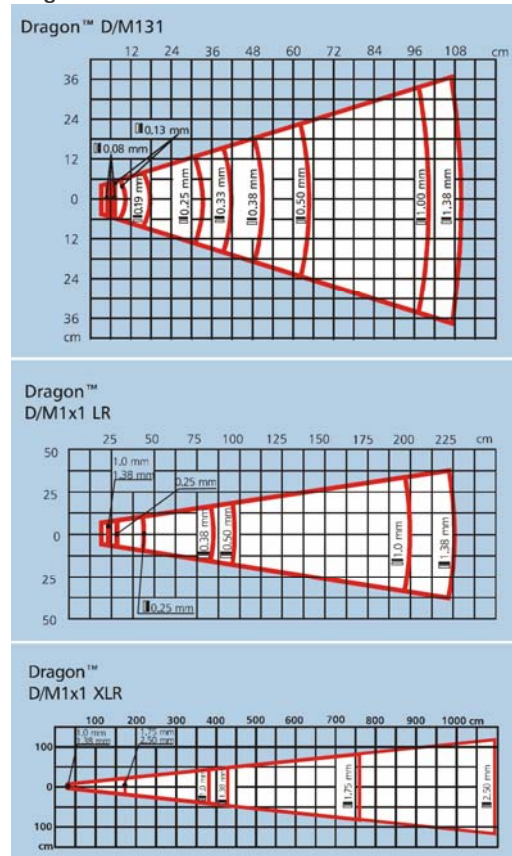 Dragon™ D/M131
12 24 36 48 60 72 84 96 108 cm
36
24
12
0
12
24
36
cm
0,13 mm
0,08 mm
0,19 mm
0,25 mm
0,33 mm
0,38 mm
0,50 mm
1,00 mm
1,38 mm
Dragon™
D/M1x1 LR
25 50 75 100 125 150 175 200 225 cm
50
25
0
25
50
1,0 mm
1,38 mm
0,25 mm
0,25 mm
0,38 mm
0,50 mm
1,0 mm
1,38 mm
Dragon™
D/M1x1 XLR
100 200 300 400 500 600 700 800 900 1000 cm
100
0
100
cm
1,0 mm
1,38 mm
1,75 mm
2,50 mm
1,0 mm
1,38 mm
1,75 mm
2,50 mm